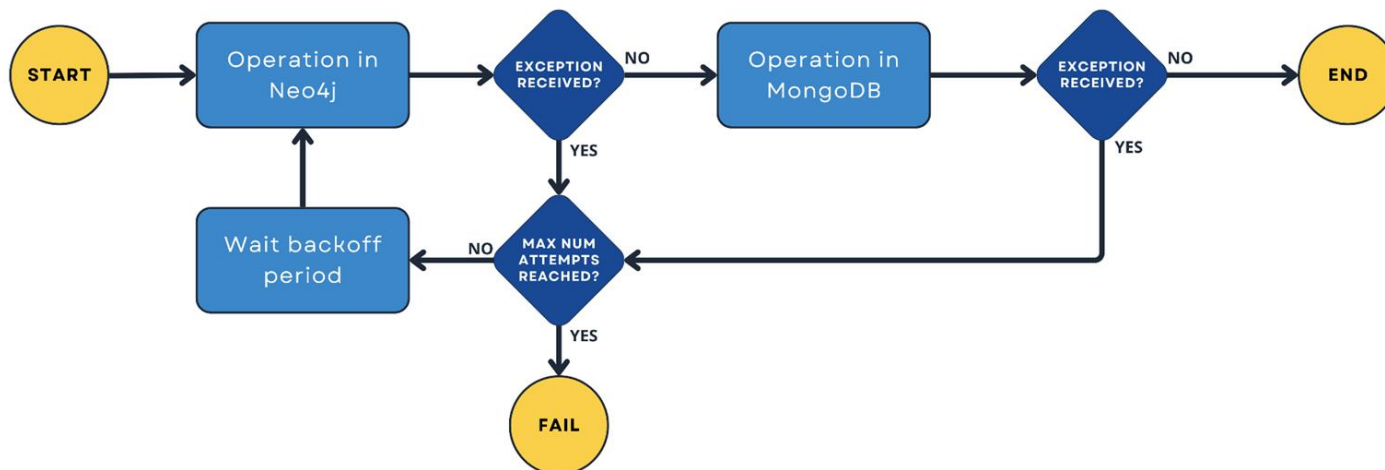 START
Operation in
Neo4j
EXCEPTION
RECEIVED?
NO
Operation in
MongoDB
EXCEPTION
RECEIVED?
NO
END
YES
YES
Wait backoff
period
NO
MAX NUM
ATTEMPTS
REACHED?
YES
FAIL